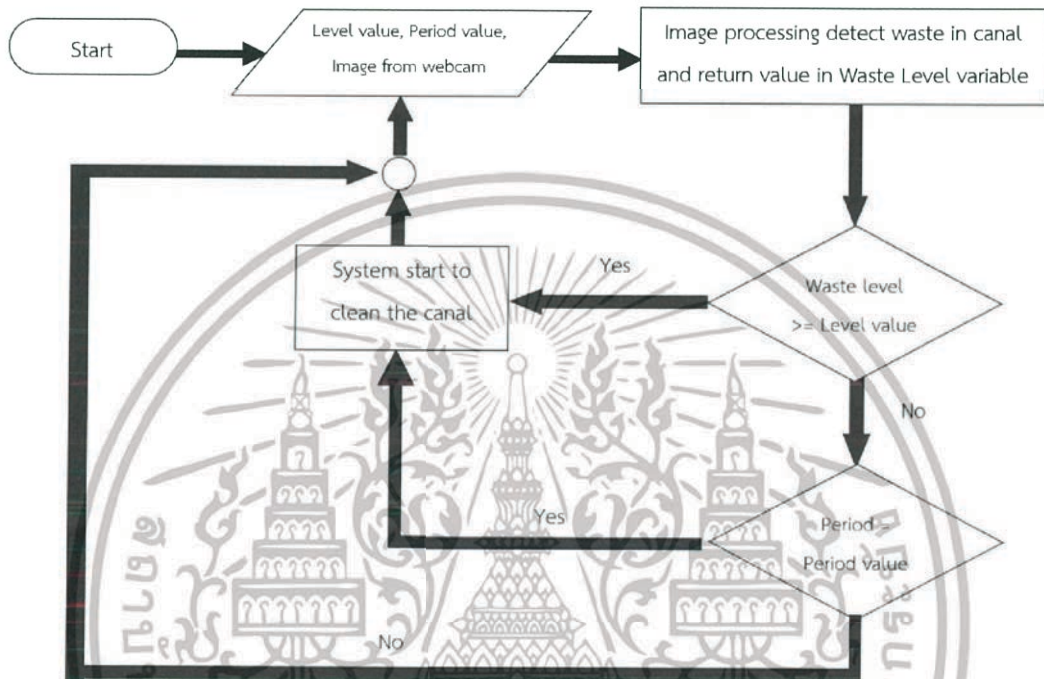 Start
Level value, Period value,
Image from webcam
Image processing detect waste in canal
and return value in Waste Level variable
System start to
clean the canal
Yes
Waste level
>= Level value
No
Yes
Period =
Period value
No